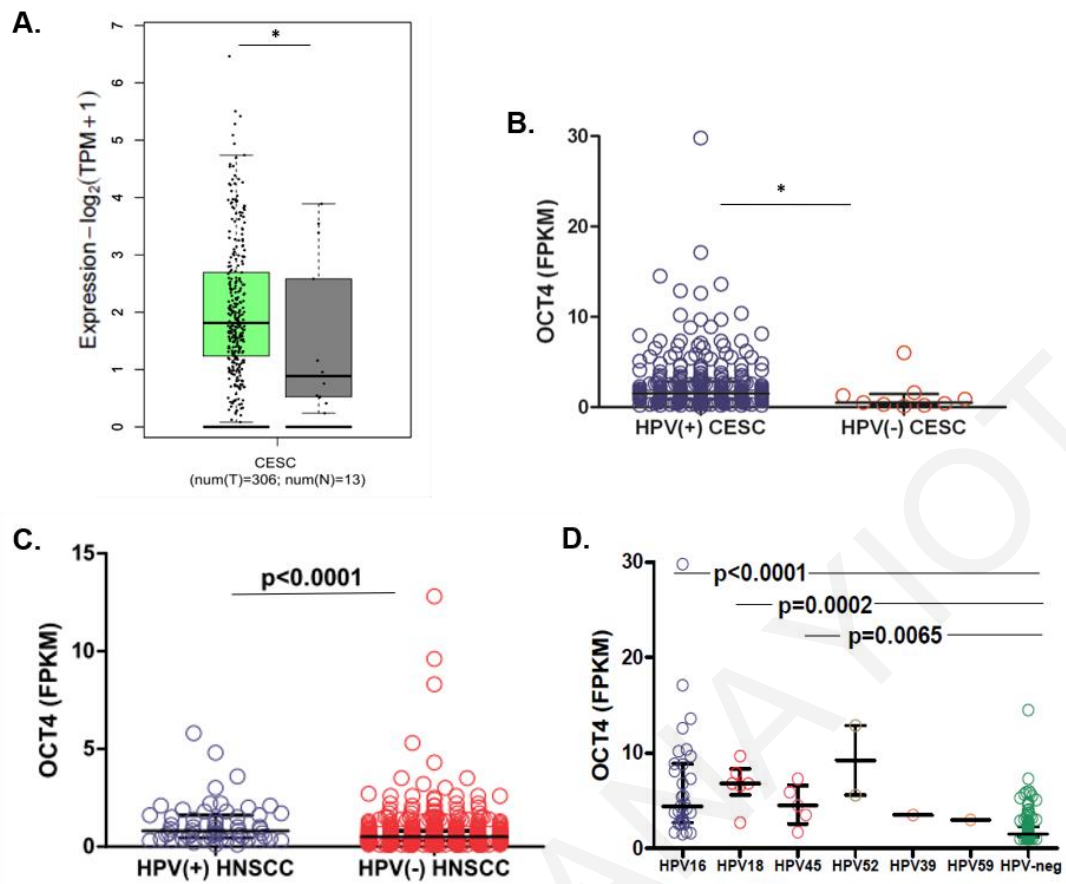 A.
7
6
5
4
3
2
1
0
Expression – log2(TPM + 1)
*
CESC
(num(T)=306; num(N)=13)
B.
30
20
10
0
OCT4 (FPKM)
*
HPV(+) CESC HPV(-) CESC
C.
15
10
5
0
OCT4 (FPKM)
p<0.0001
HPV(+) HNSCC HPV(-) HNSCC
D.
30
20
10
0
OCT4 (FPKM)
p<0.0001
p=0.0002
p=0.0065
HPV16 HPV18 HPV45 HPV52 HPV39 HPV59 HPV-neg